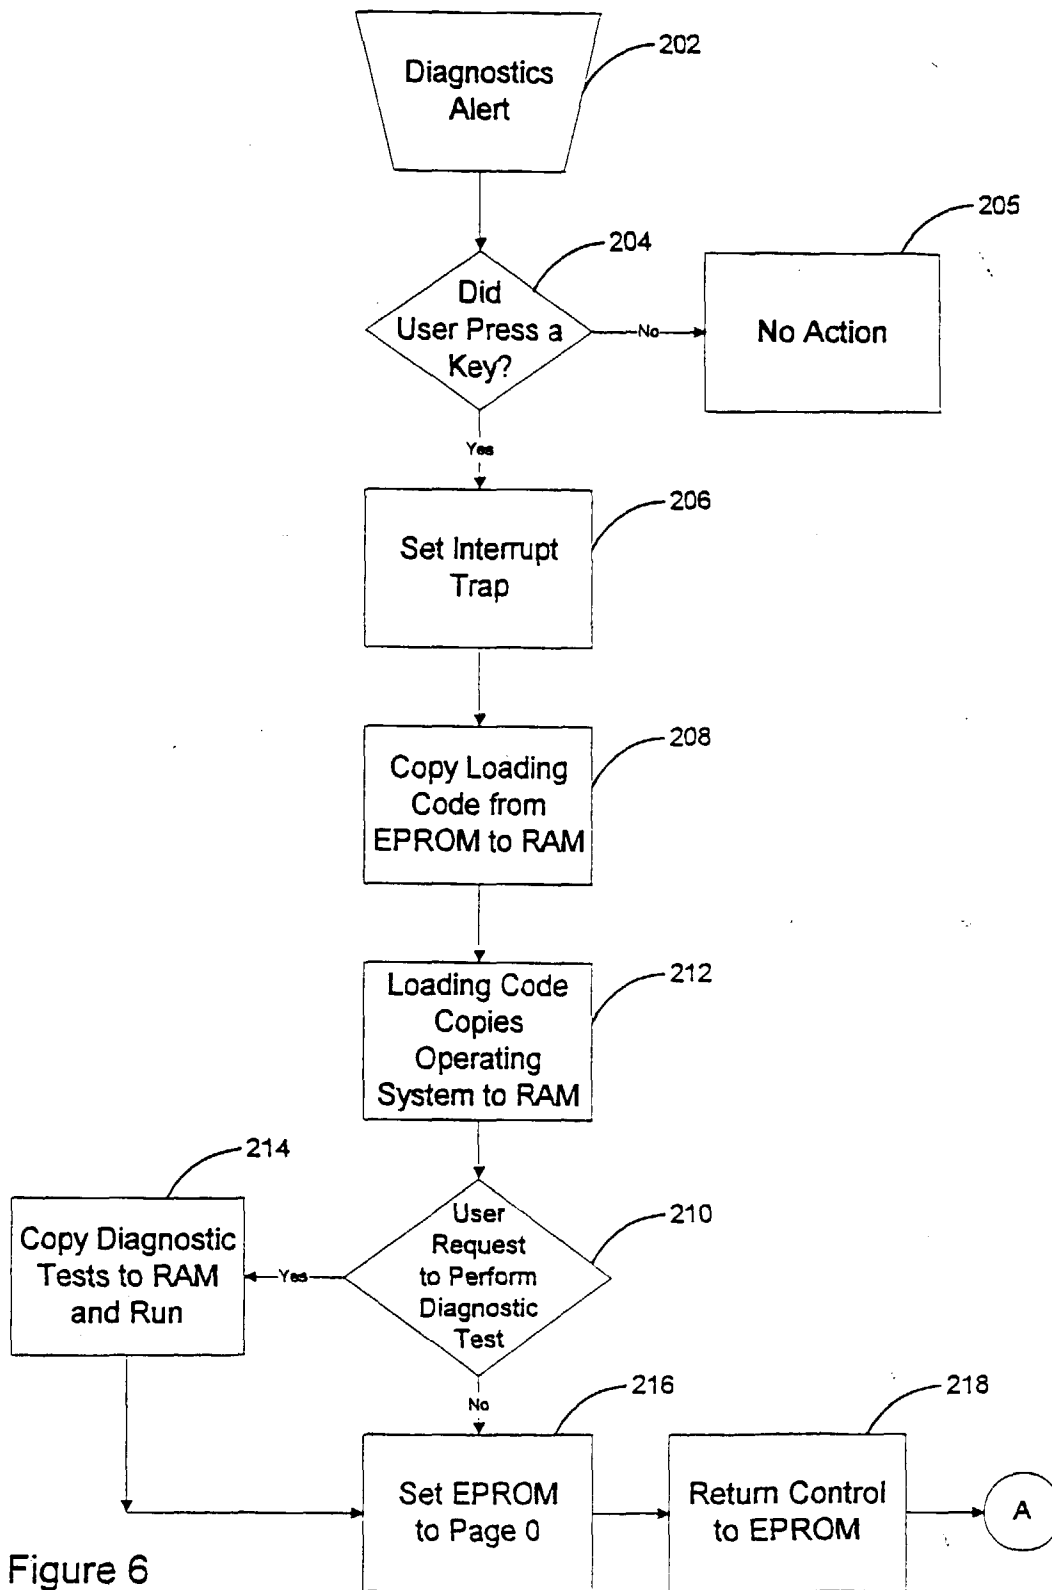 202
Diagnostics
Alert
205
204
Did
User Press a
Key?
No
No Action
Yes
206
Set Interrupt
Trap
208
Copy Loading
Code from
EPROM to RAM
212
Loading Code
Copies
Operating
System to RAM
214
Copy Diagnostic
Tests to RAM
and Run
Yes
210
User
Request
to Perform
Diagnostic
Test
No
216
218
Set EPROM
to Page 0
Return Control
to EPROM
A
Figure 6